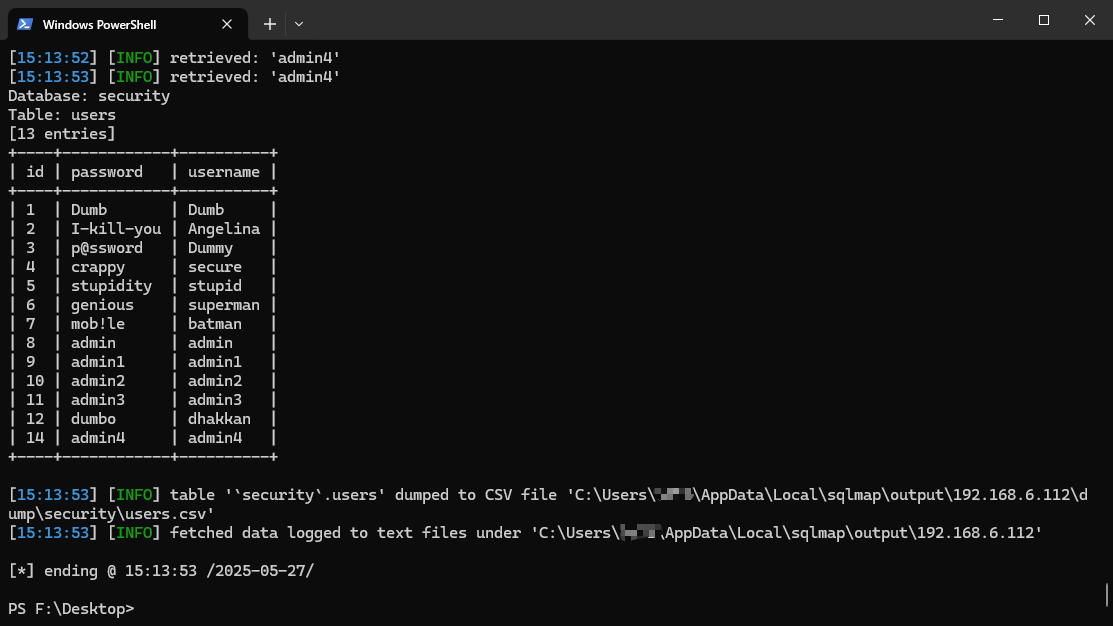 Windows PowerShell
[15:13:52] [INFO] retrieved: 'admin4'
[15:13:53] [INFO] retrieved: 'admin4'
Database: security
Table: users
[13 entries]
+----+------------+----------+
| id | password   | username |
+----+------------+----------+
| 1  | Dumb       | Dumb     |
| 2  | I-kill-you | Angelina |
| 3  | p@ssword   | Dummy    |
| 4  | crappy     | secure   |
| 5  | stupidity  | stupid   |
| 6  | genious    | superman |
| 7  | mob!le     | batman   |
| 8  | admin      | admin    |
| 9  | admin1     | admin1   |
| 10 | admin2     | admin2   |
| 11 | admin3     | admin3   |
| 12 | dumbo      | dhakkan  |
| 14 | admin4     | admin4   |
+----+------------+----------+
[15:13:53] [INFO] table '`security`.users' dumped to CSV file 'C:\Users\ \AppData\Local\sqlmap\output\192.168.6.112\d
ump\security\users.csv'
[15:13:53] [INFO] fetched data logged to text files under 'C:\Users\ \AppData\Local\sqlmap\output\192.168.6.112'
[*] ending @ 15:13:53 /2025-05-27/
PS F:\Desktop>